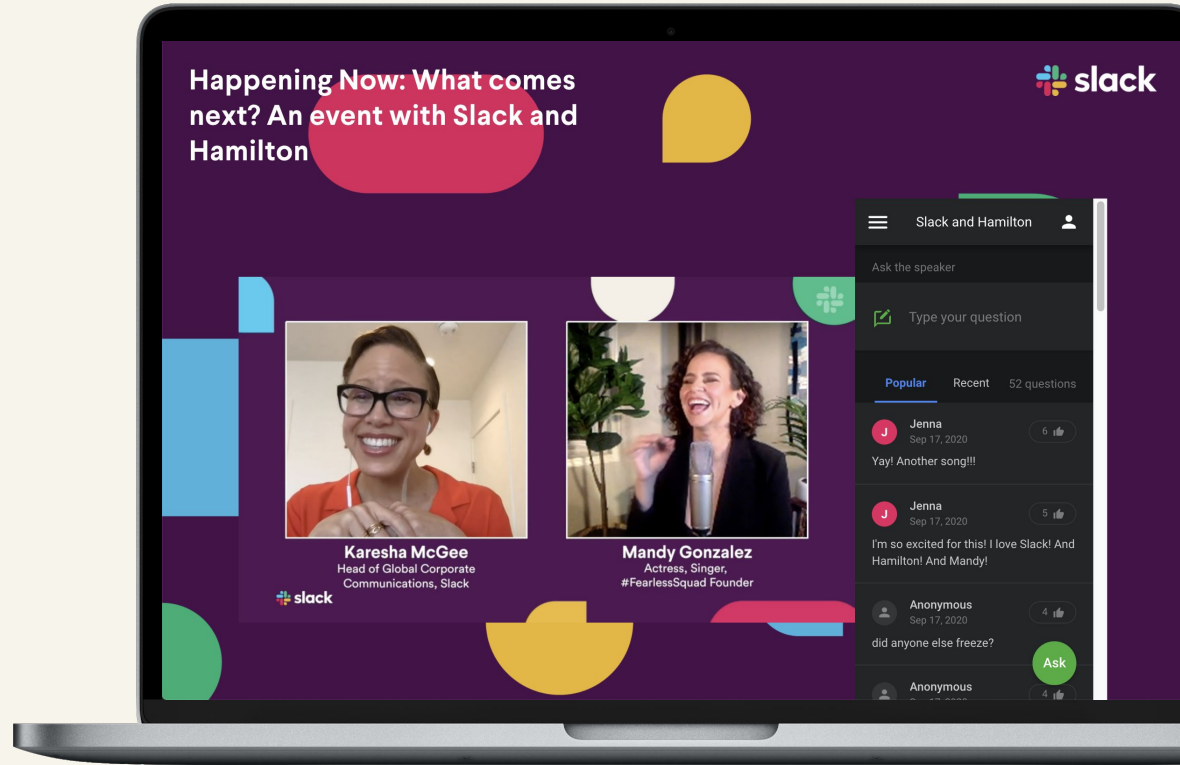 Happening Now: What comes
next? An event with Slack and
Hamilton
slack
Karesha McGee
Head of Global Corporate
Communications, Slack
Mandy Gonzalez
Actress, Singer,
#FearlessSquad Founder
slack
Slack and Hamilton
Ask the speaker
Type your question
Popular Recent 52 questions
J Jenna
Sep 17, 2020
6
Yay! Another song!!!
J Jenna
Sep 17, 2020
5
I'm so excited for this! I love Slack! And
Hamilton! And Mandy!
Anonymous
Sep 17, 2020
4
did anyone else freeze?
Ask
Anonymous
4